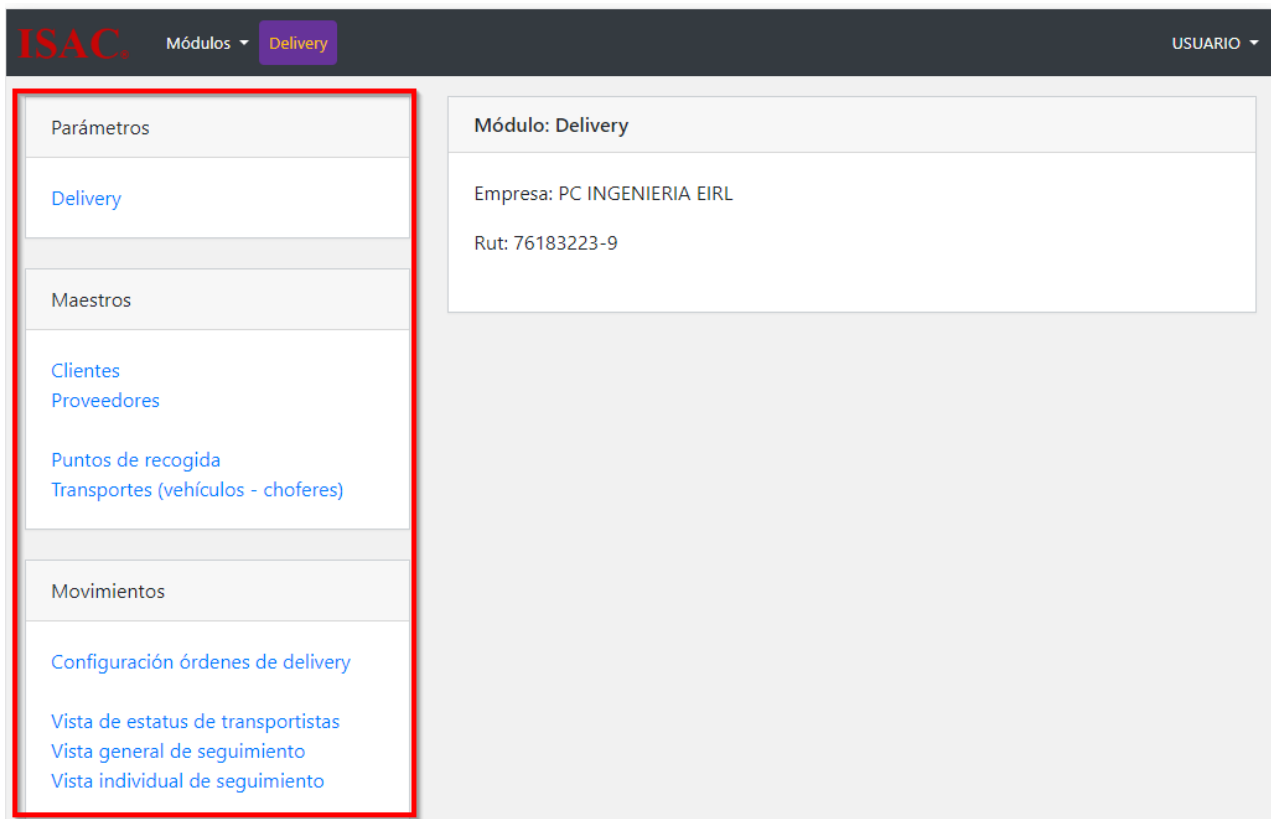 ISAC®
Módulos
Delivery
USUARIO
Parámetros
Delivery
Maestros
Clientes
Proveedores
Puntos de recogida
Transportes (vehículos - choferes)
Movimientos
Configuración órdenes de delivery
Vista de estatus de transportistas
Vista general de seguimiento
Vista individual de seguimiento
Módulo: Delivery
Empresa: PC INGENIERIA EIRL
Rut: 76183223-9